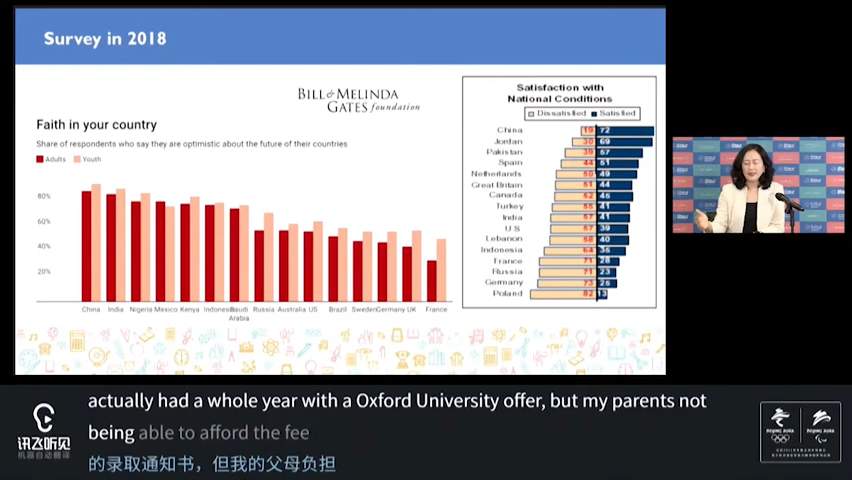 Survey in 2018
BILL & MELINDA
GATES foundation
Faith in your country
Share of respondents who say they are optimistic about the future of their countries
Adults Youth
80%
60%
40%
20%
China India Nigeria Mexico Kenya Indonesia Saudi Arabia Russia Australia US Brazil Sweden Germany UK France
Satisfaction with
National Conditions
Dissatisfied Satisfied
China 19 72
Jordan 30 69
Pakistan 39 57
Spain 44 51
Netherlands 50 49
Great Britain 51 44
Canada 52 45
Turkey 55 41
India 57 41
U S 57 39
Lebanon 58 40
Indonesia 64 35
France 71 28
Russia 71 23
Germany 73 25
Poland 82 13
actually had a whole year with a Oxford University offer, but my parents not
being able to afford the fee
的录取通知书，但我的父母负担
讯飞听见
机器自动翻译
BEIJING 2022
BEIJING 2022